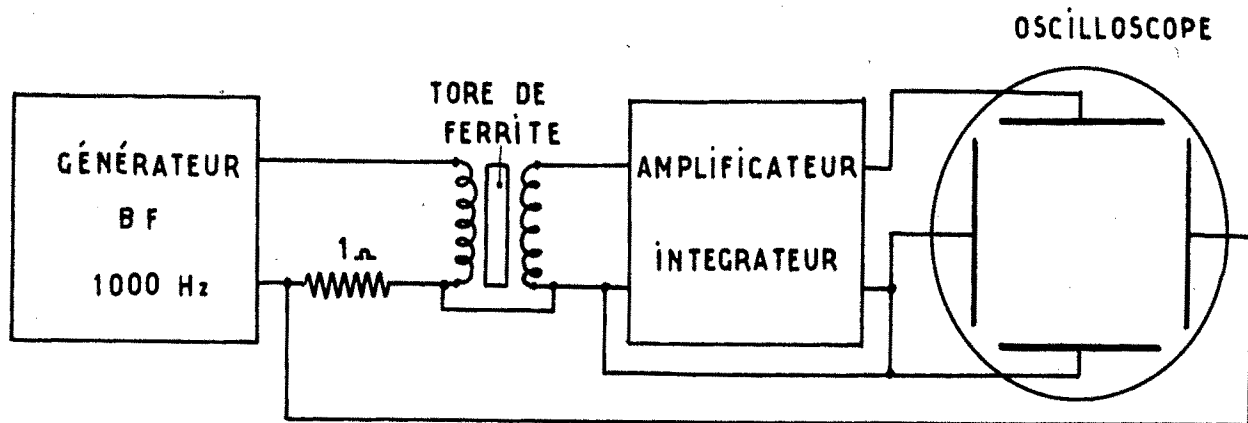 OSCILLOSCOPE
TORE DE
FERRITE
GÉNÉRATEUR
BF
1000 Hz
1Ω
AMPLIFICATEUR
INTEGRATEUR